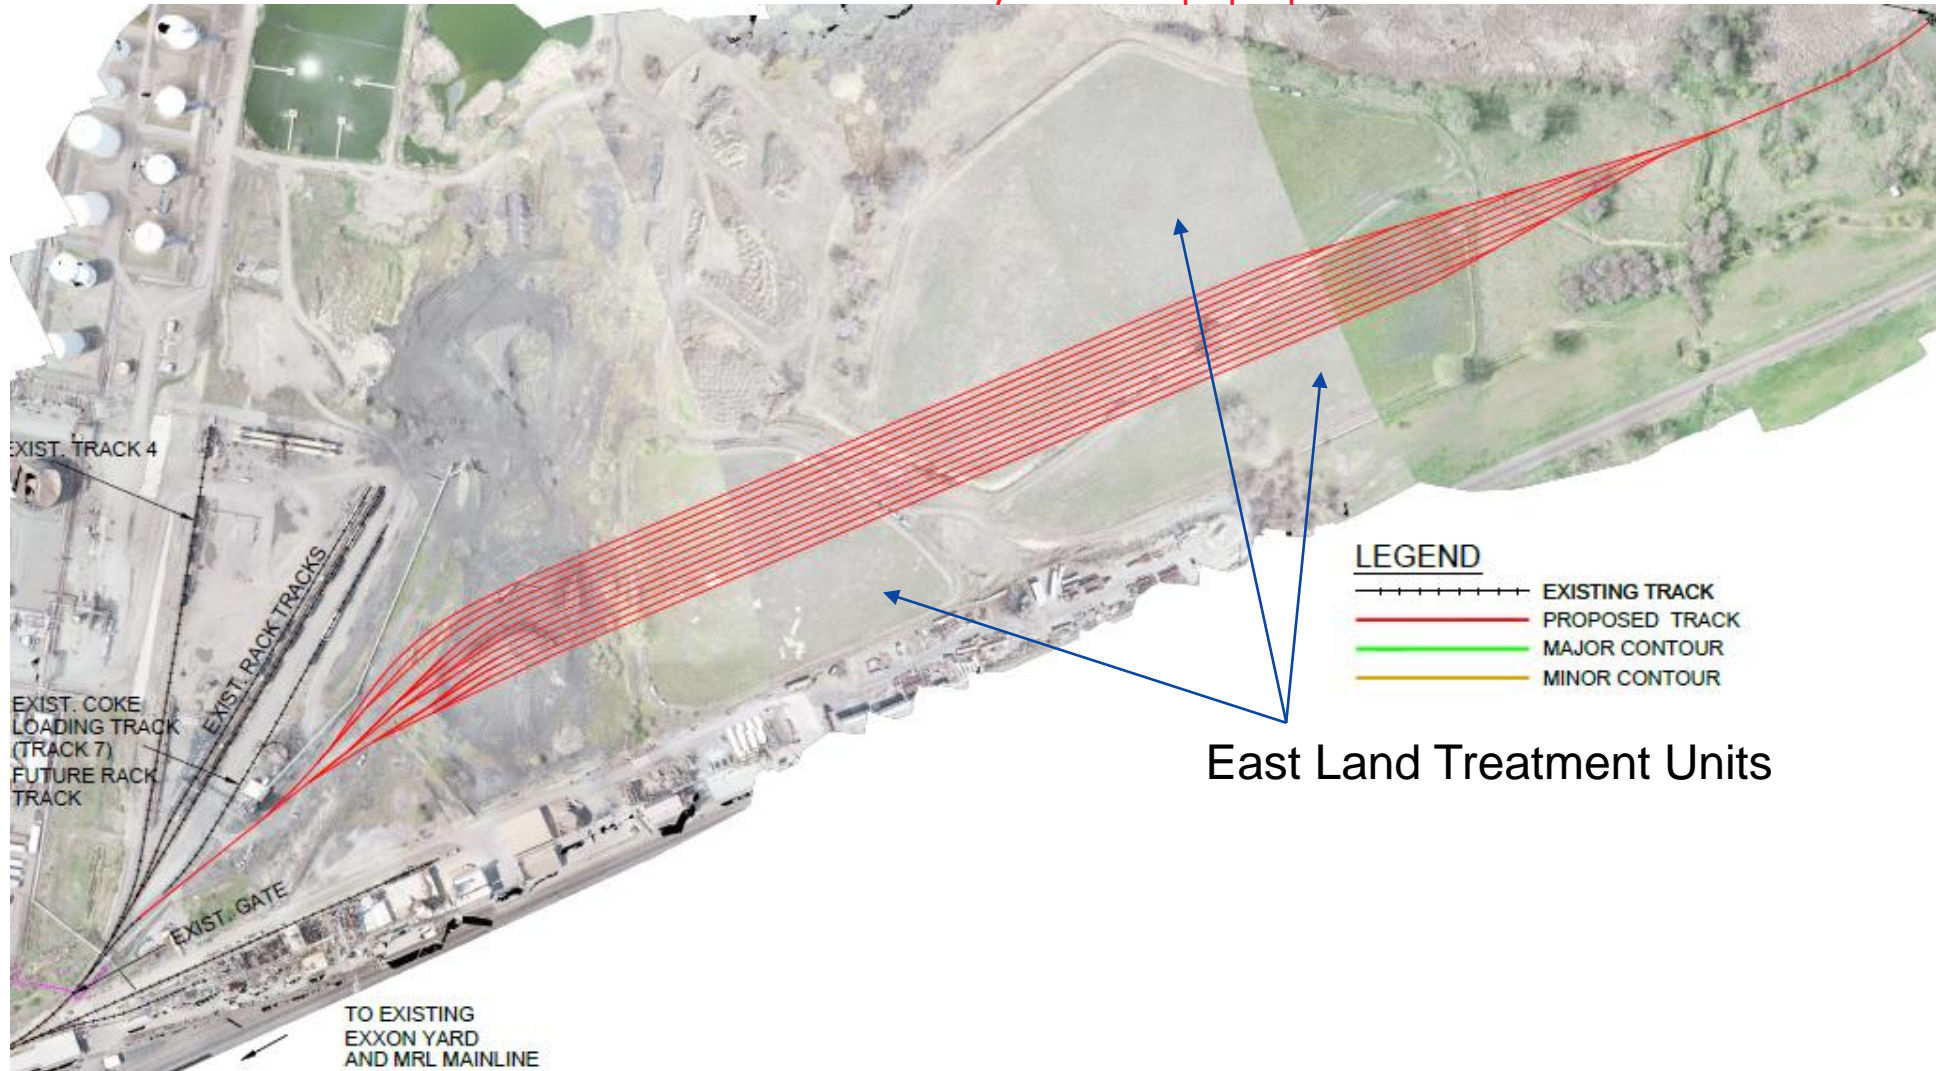 EXIST. TRACK 4
EXIST. RACK TRACKS
EXIST. COKE
LOADING TRACK
(TRACK 7)
FUTURE RACK
TRACK
EXIST. GATE
TO EXISTING
EXXON YARD
AND MRL MAINLINE
LEGEND
EXISTING TRACK
PROPOSED TRACK
MAJOR CONTOUR
MINOR CONTOUR
East Land Treatment Units